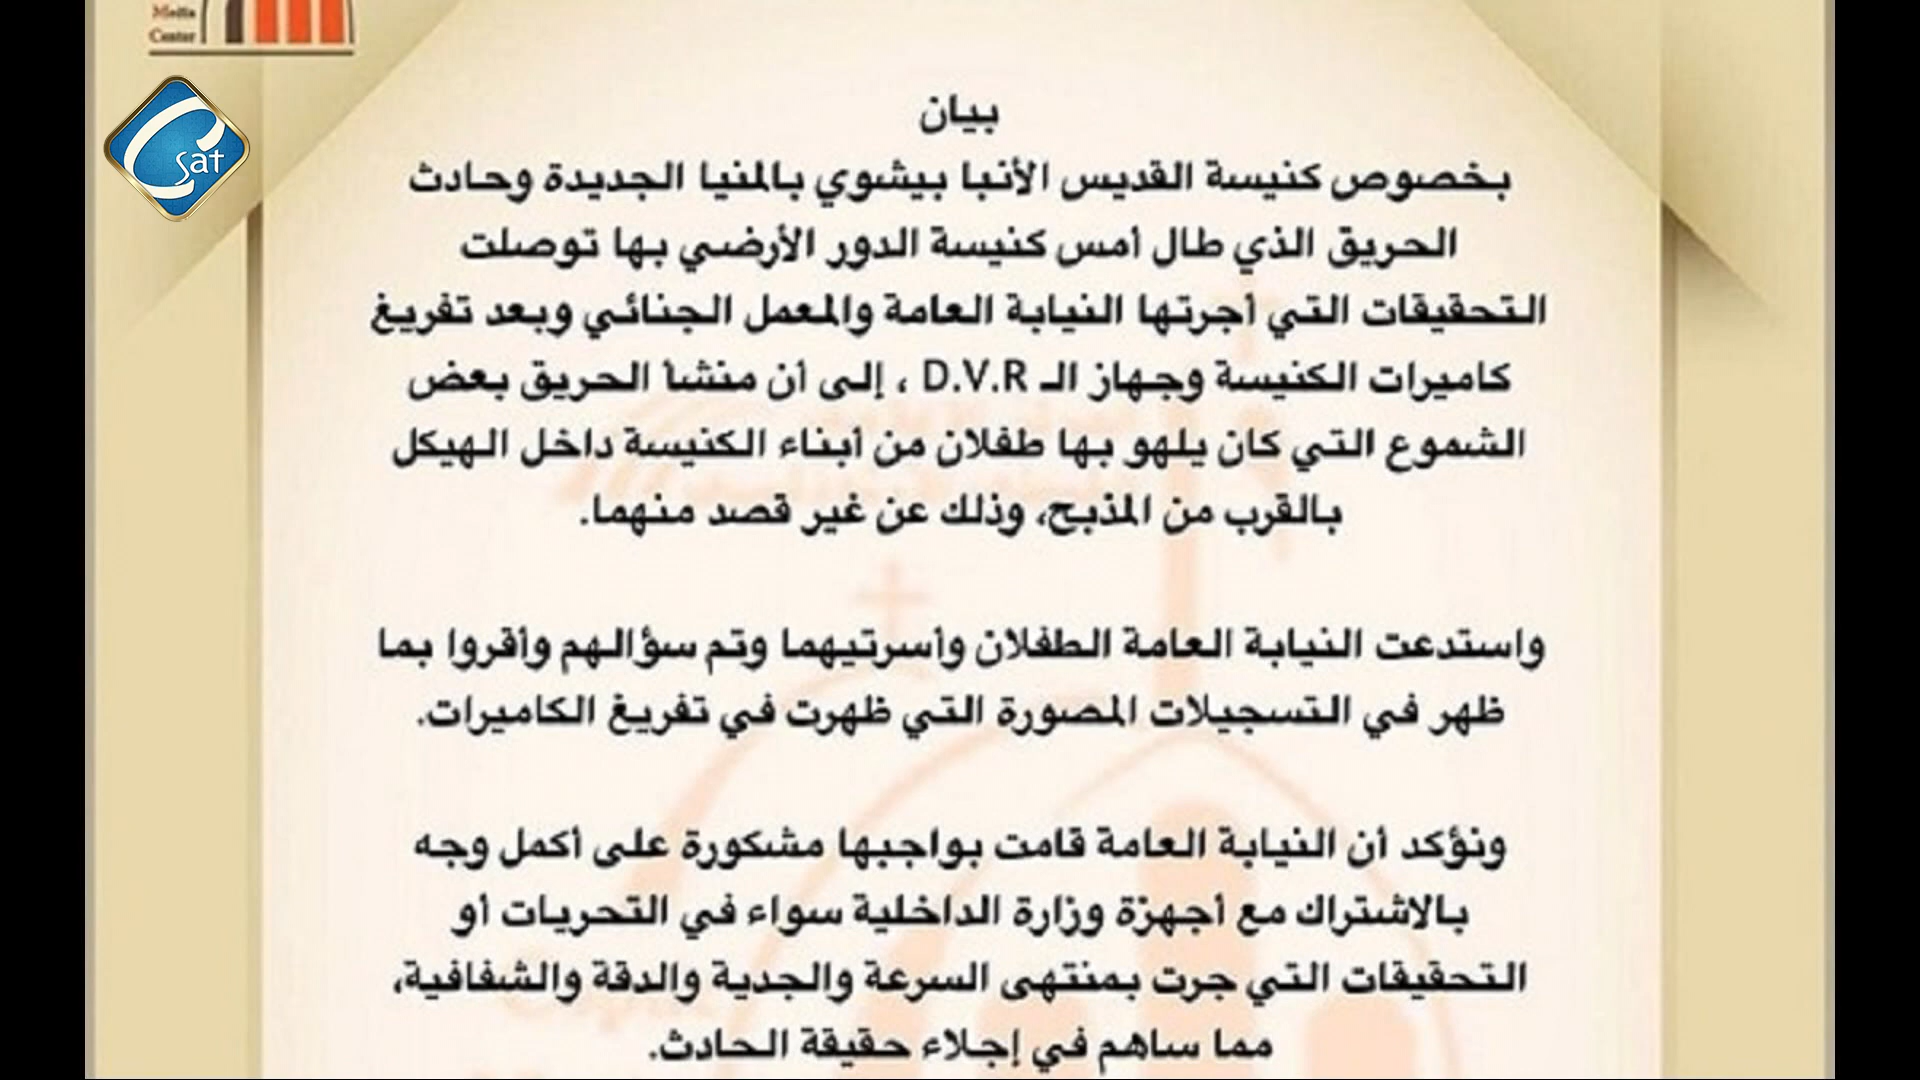 Media
Center
C Sat
بيان
بخصوص كنيسة القديس الأنبا بيشوي بالمنيا الجديدة وحادث
الحريق الذي طال أمس كنيسة الدور الأرضي بها توصلت
التحقيقات التي أجرتها النيابة العامة والمعمل الجنائي وبعد تفريغ
كاميرات الكنيسة وجهاز الـ D.V.R ، إلى أن منشأ الحريق بعض
الشموع التي كان يلهو بها طفلان من أبناء الكنيسة داخل الهيكل
بالقرب من المذبح، وذلك عن غير قصد منهما.
واستدعت النيابة العامة الطفلان وأسرتيهما وتم سؤالهم وأقروا بما
ظهر في التسجيلات المصورة التي ظهرت في تفريغ الكاميرات.
ونؤكد أن النيابة العامة قامت بواجبها مشكورة على أكمل وجه
بالاشتراك مع أجهزة وزارة الداخلية سواء في التحريات أو
التحقيقات التي جرت بمنتهى السرعة والجدية والدقة والشفافية،
مما ساهم في إجلاء حقيقة الحادث.